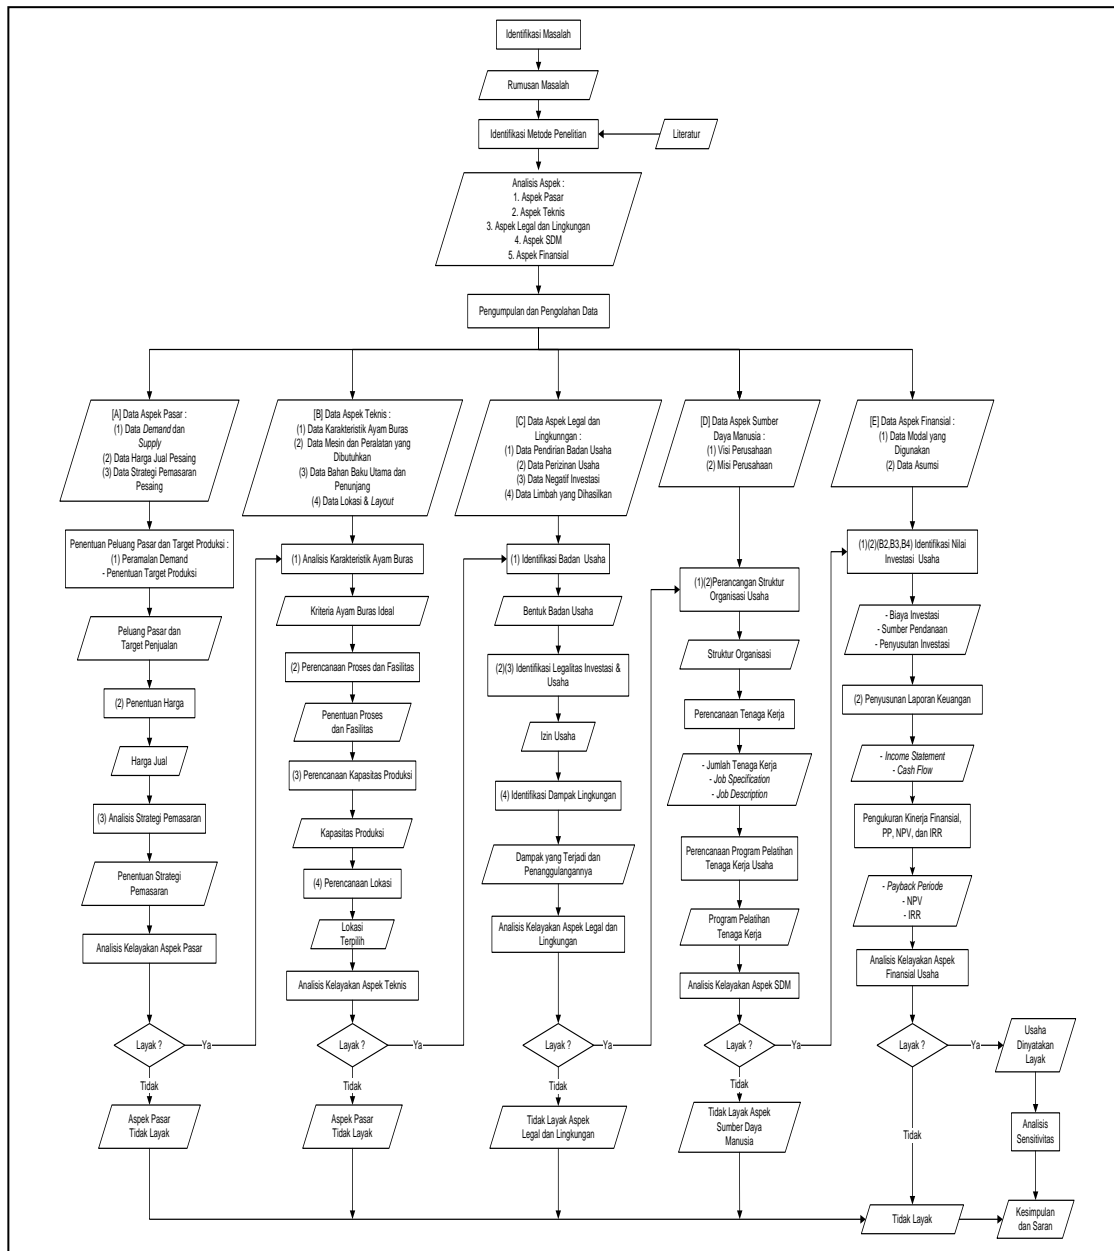 Identifikasi Masalah
Rumusan Masalah
Identifikasi Metode Penelitian
Literatur
Analisis Aspek :
1. Aspek Pasar
2. Aspek Teknis
3. Aspek Legal dan Lingkungan
4. Aspek SDM
5. Aspek Finansial
Pengumpulan dan Pengolahan Data
[A] Data Aspek Pasar :
(1) Data Demand dan
Supply
(2) Data Harga Jual Pesaing
(3) Data Strategi Pemasaran
Pesaing
Penentuan Peluang Pasar dan Target Produksi :
(1) Peramalan Demand
- Penentuan Target Produksi
Peluang Pasar dan
Target Penjualan
(2) Penentuan Harga
Harga Jual
(3) Analisis Strategi Pemasaran
Penentuan Strategi
Pemasaran
Analisis Kelayakan Aspek Pasar
Layak ?
Ya
Tidak
Aspek Pasar
Tidak Layak
[B] Data Aspek Teknis :
(1) Data Karakteristik Ayam Buras
(2) Data Mesin dan Peralatan yang
Dibutuhkan
(3) Data Bahan Baku Utama dan
Penunjang
(4) Data Lokasi & Layout
(1) Analisis Karakteristik Ayam Buras
Kriteria Ayam Buras Ideal
(2) Perencanaan Proses dan Fasilitas
Penentuan Proses
dan Fasilitas
(3) Perencanaan Kapasitas Produksi
Kapasitas Produksi
(4) Perencanaan Lokasi
Lokasi
Terpilih
Analisis Kelayakan Aspek Teknis
Layak ?
Ya
Tidak
Aspek Pasar
Tidak Layak
[C] Data Aspek Legal dan
Lingkunngan :
(1) Data Pendirian Badan Usaha
(2) Data Perizinan Usaha
(3) Data Negatif Investasi
(4) Data Limbah yang Dihasilkan
(1) Identifikasi Badan Usaha
Bentuk Badan Usaha
(2)(3) Identifikasi Legalitas Investasi &
Usaha
Izin Usaha
(4) Identifikasi Dampak Lingkungan
Dampak yang Terjadi dan
Penanggulangannya
Analisis Kelayakan Aspek Legal dan
Lingkungan
Layak ?
Ya
Tidak
Tidak Layak Aspek
Legal dan Lingkungan
[D] Data Aspek Sumber
Daya Manusia :
(1) Visi Perusahaan
(2) Misi Perusahaan
(1)(2)Perancangan Struktur
Organisasi Usaha
Struktur Organisasi
Perencanaan Tenaga Kerja
- Jumlah Tenaga Kerja
- Job Specification
- Job Description
Perencanaan Program Pelatihan
Tenaga Kerja Usaha
Program Pelatihan
Tenaga Kerja
Analisis Kelayakan Aspek SDM
Layak ?
Ya
Tidak
Tidak Layak Aspek
Sumber Daya
Manusia
[E] Data Aspek Finansial :
(1) Data Modal yang
Digunakan
(2) Data Asumsi
(1)(2)(B2,B3,B4) Identifikasi Nilai
Investasi Usaha
- Biaya Investasi
- Sumber Pendanaan
- Penyusutan Investasi
(2) Penyusunan Laporan Keuangan
- Income Statement
- Cash Flow
Pengukuran Kinerja Finansial,
PP, NPV, dan IRR
- Payback Periode
- NPV
- IRR
Analisis Kelayakan Aspek
Finansial Usaha
Layak ?
Ya
Tidak
Tidak Layak
Usaha
Dinyatakan
Layak
Analisis
Sensitivitas
Kesimpulan
dan Saran